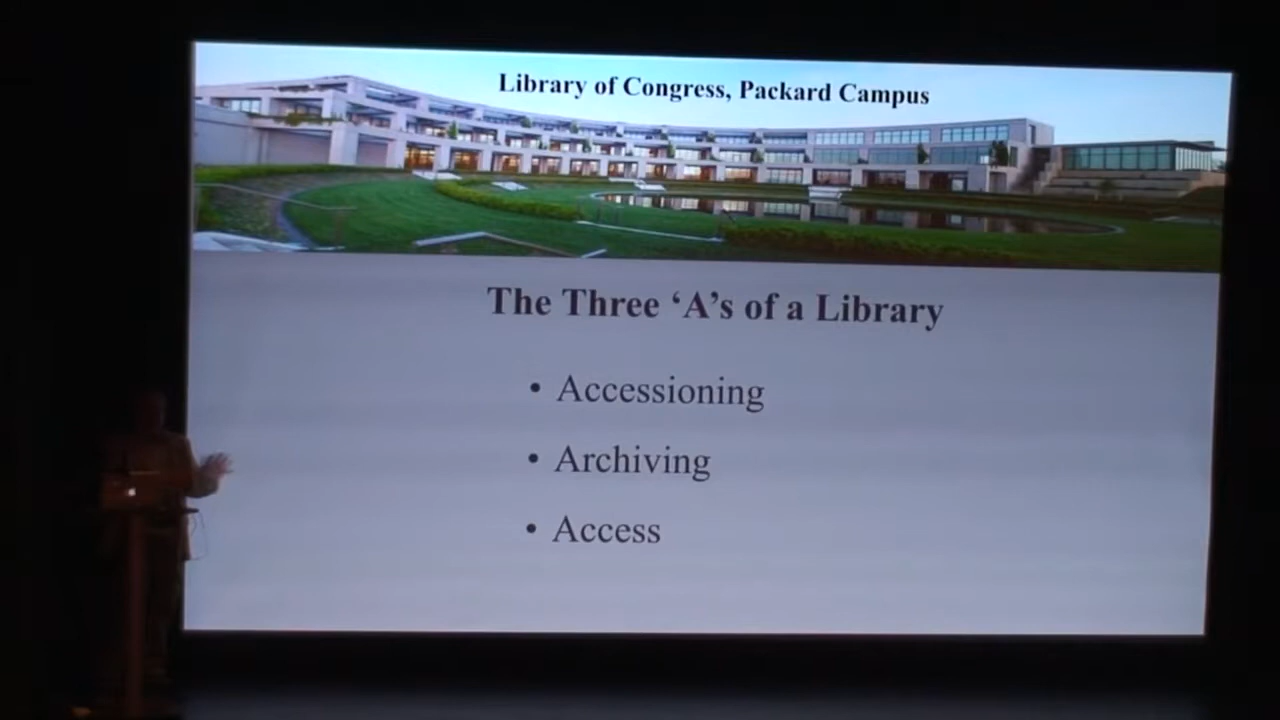 Library of Congress, Packard Campus
The Three ‘A’s of a Library
• Accessioning
• Archiving
• Access